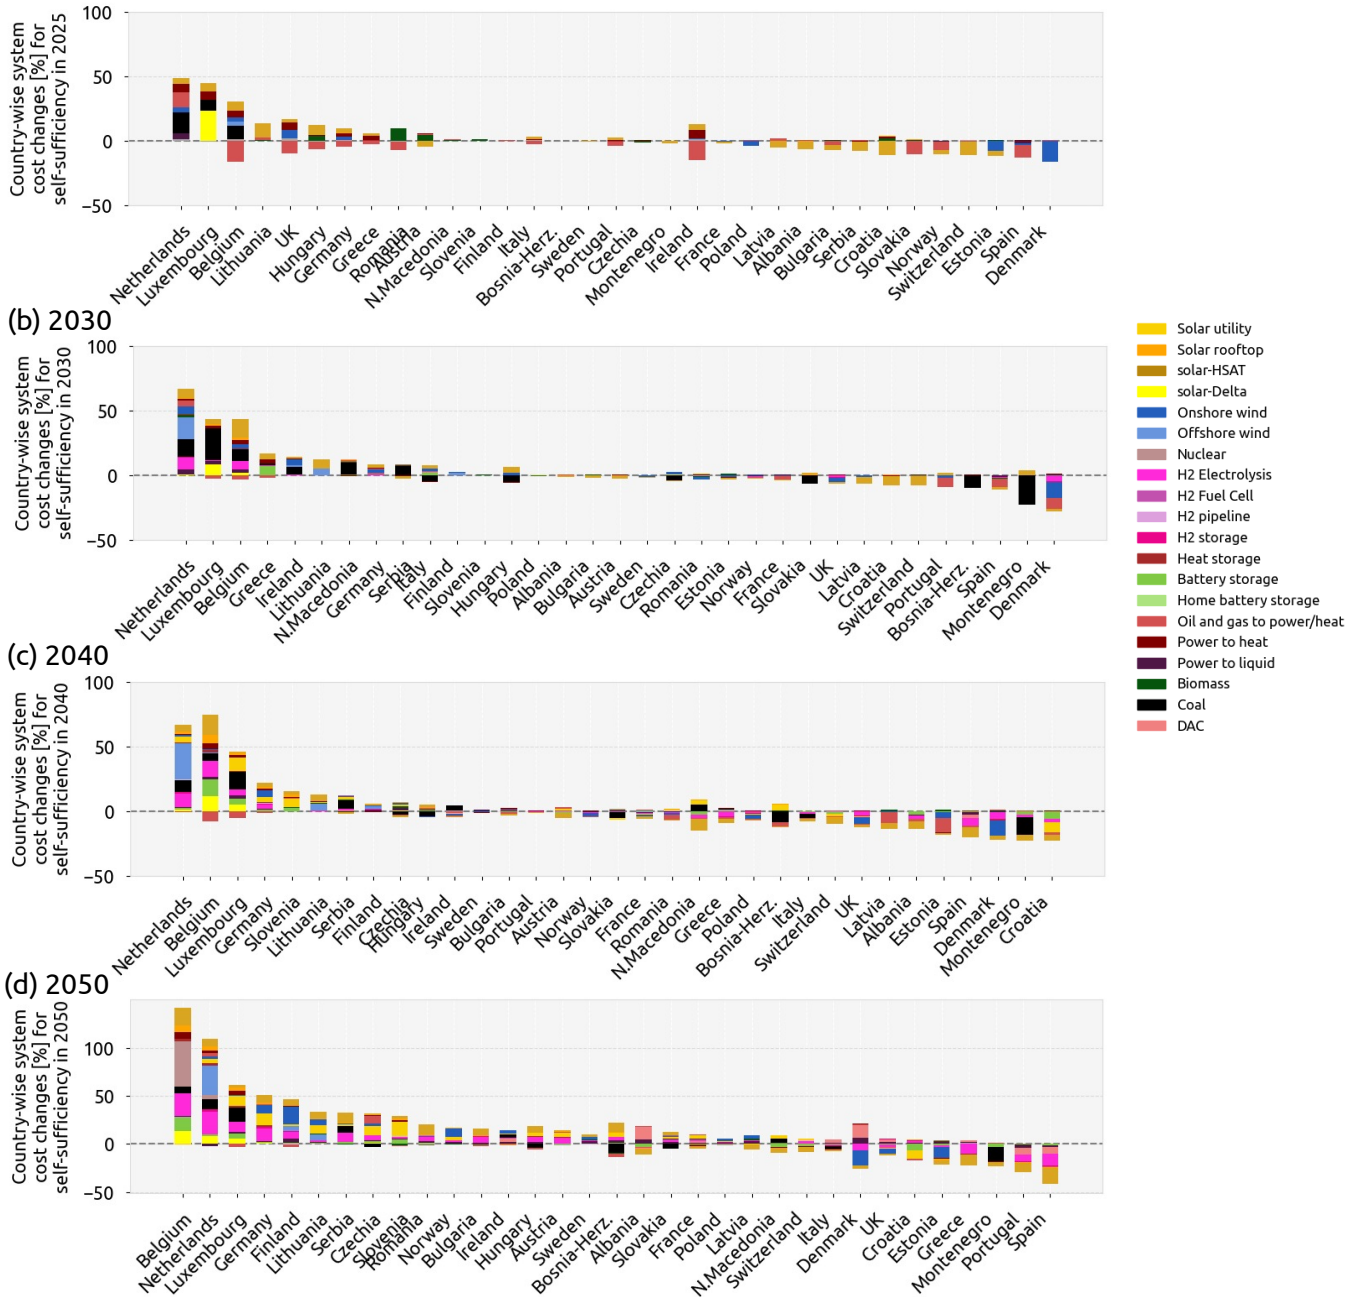 Country-wise system
cost changes [%] for
self-sufficiency in 2025
100
50
0
−50
Netherlands
Luxembourg
Belgium
Lithuania
UK
Hungary
Germany
Greece
Romania
Austria
N.Macedonia
Slovenia
Finland
Italy
Bosnia-Herz.
Sweden
Portugal
Czechia
Montenegro
Ireland
France
Poland
Latvia
Albania
Bulgaria
Serbia
Croatia
Slovakia
Norway
Switzerland
Estonia
Spain
Denmark
(b) 2030
Country-wise system
cost changes [%] for
self-sufficiency in 2030
100
50
0
−50
Netherlands
Luxembourg
Belgium
Greece
Ireland
Lithuania
N.Macedonia
Germany
Serbia
Italy
Finland
Slovenia
Hungary
Poland
Albania
Bulgaria
Austria
Sweden
Czechia
Romania
Estonia
Norway
France
Slovakia
UK
Latvia
Croatia
Switzerland
Portugal
Bosnia-Herz.
Spain
Montenegro
Denmark
Solar utility
Solar rooftop
solar-HSAT
solar-Delta
Onshore wind
Offshore wind
Nuclear
H2 Electrolysis
H2 Fuel Cell
H2 pipeline
H2 storage
Heat storage
Battery storage
Home battery storage
Oil and gas to power/heat
Power to heat
Power to liquid
Biomass
Coal
DAC
(c) 2040
Country-wise system
cost changes [%] for
self-sufficiency in 2040
100
50
0
−50
Netherlands
Belgium
Luxembourg
Germany
Slovenia
Lithuania
Serbia
Finland
Czechia
Hungary
Ireland
Sweden
Bulgaria
Portugal
Austria
Norway
Slovakia
France
Romania
N.Macedonia
Greece
Poland
Bosnia-Herz.
Italy
Switzerland
UK
Latvia
Albania
Estonia
Spain
Denmark
Montenegro
Croatia
(d) 2050
Country-wise system
cost changes [%] for
self-sufficiency in 2050
100
50
0
−50
Belgium
Netherlands
Luxembourg
Germany
Finland
Lithuania
Serbia
Czechia
Slovenia
Romania
Norway
Bulgaria
Ireland
Hungary
Austria
Sweden
Bosnia-Herz.
Albania
Slovakia
France
Poland
Latvia
N.Macedonia
Switzerland
Italy
Denmark
UK
Croatia
Estonia
Greece
Montenegro
Portugal
Spain